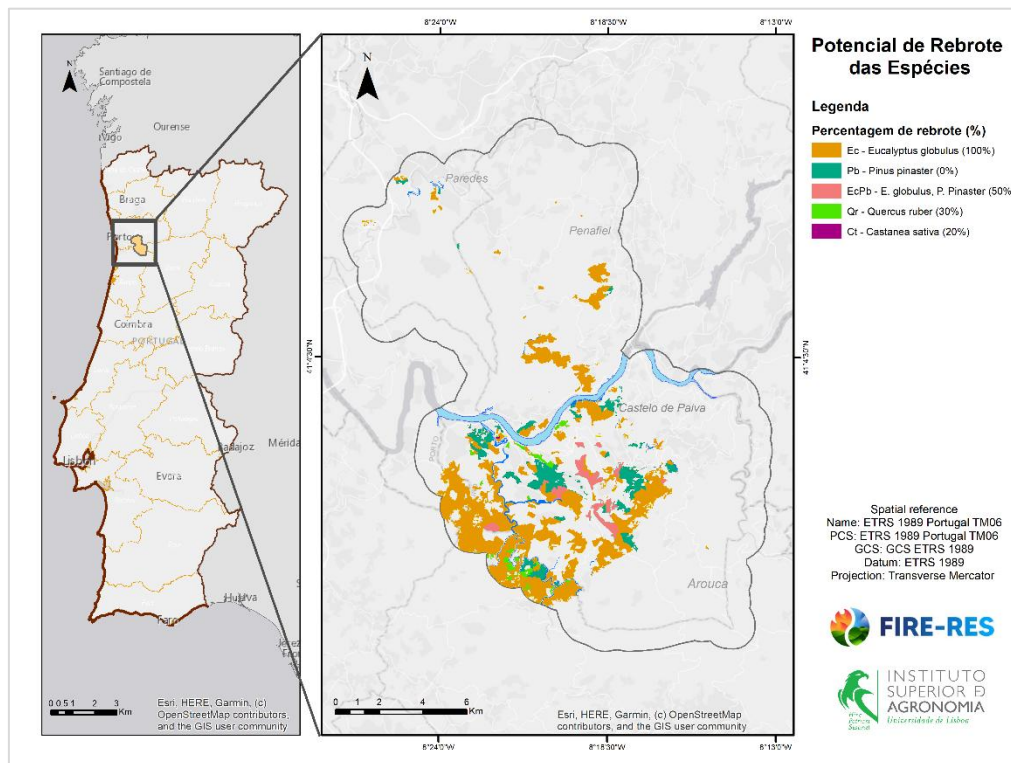 8°24'0"W
8°18'30"W
8°13'0"W
N
Santiago de
Compostela
Vigo
Ourense
Braga
Porto
Coimbra
PORTUGAL
Lisbon
Evora
Badajoz
Mérida
Huelva
Faro
0 0.5 1 2 3
Km
Esri, HERE, Garmin, (c)
OpenStreetMap contributors,
and the GIS user community
N
Paredes
Penafiel
41°4'30"N
41°4'30"N
Castelo de Paiva
PORTO
Arouca
0 1 2 4 6
Km
Esri, HERE, Garmin, (c) OpenStreetMap
contributors, and the GIS user community
8°24'0"W
8°18'30"W
8°13'0"W
Potencial de Rebrote
das Espécies
Legenda
Percentagem de rebrote (%)
Ec - Eucalyptus globulus (100%)
Pb - Pinus pinaster (0%)
EcPb - E. globulus, P. Pinaster (50%
Qr - Quercus ruber (30%)
Ct - Castanea sativa (20%)
Spatial reference
Name: ETRS 1989 Portugal TM06
PCS: ETRS 1989 Portugal TM06
GCS: GCS ETRS 1989
Datum: ETRS 1989
Projection: Transverse Mercator
FIRE-RES
INSTITUTO
SUPERIOR D
AGRONOMIA
Universidade de Lisboa